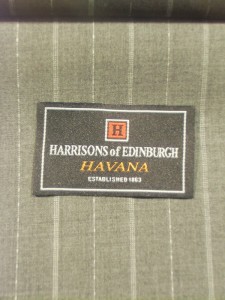 H
HARRISONS of EDINBURGH
HAVANA
ESTABLISHED 1863